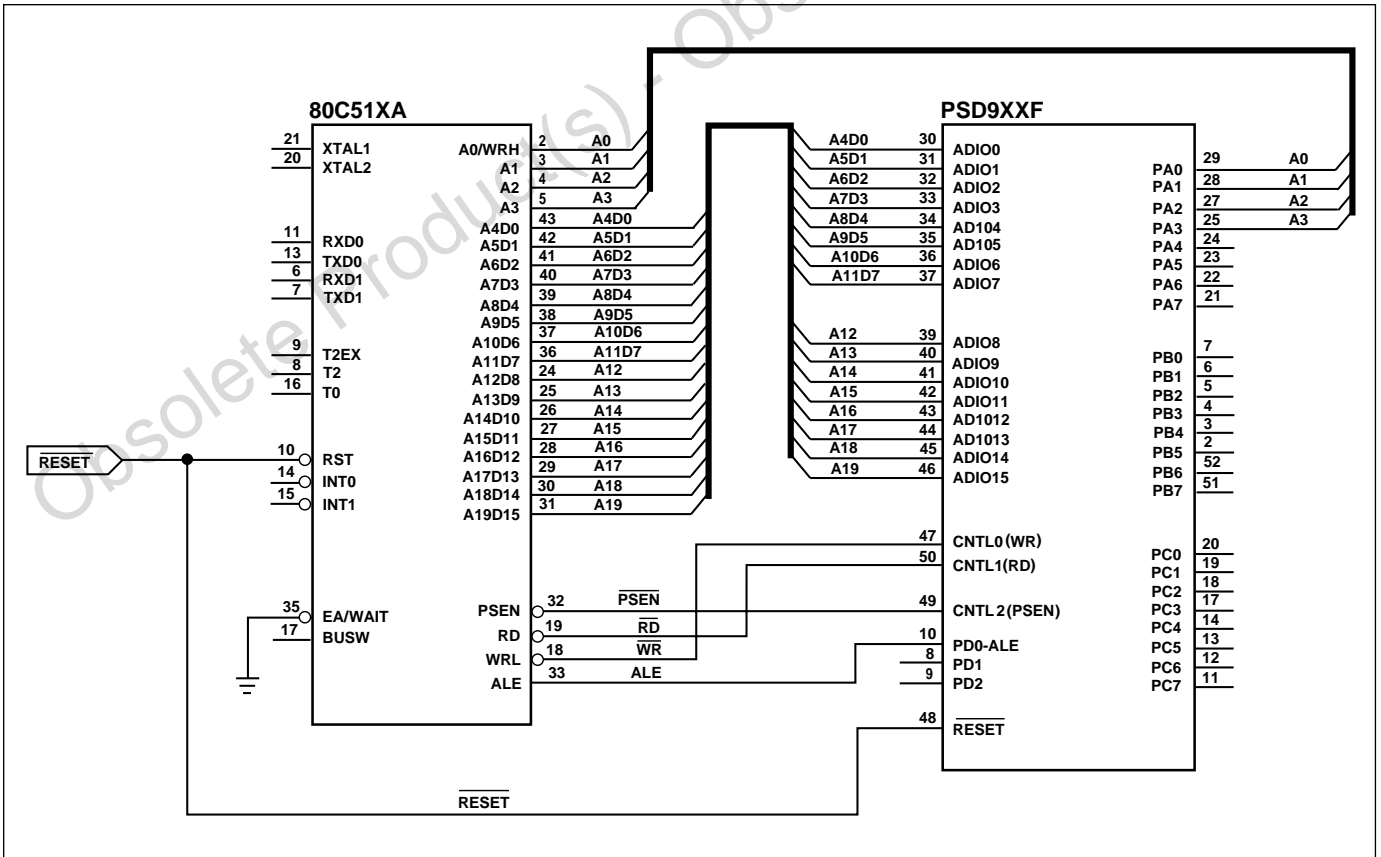 Obsolete Product(s) - Obs
80C51XA
PSD9XXF
21 XTAL1
20 XTAL2
11 RXD0
13 TXD0
6 RXD1
7 TXD1
9 T2EX
8 T2
16 T0
RESET
10 RST
14 INT0
15 INT1
35 EA/WAIT
17 BUSW
A0/WRH 2 A0
A1 3 A1
A2 4 A2
A3 5 A3
A4D0 43 A4D0
A5D1 42 A5D1
A6D2 41 A6D2
A7D3 40 A7D3
A8D4 39 A8D4
A9D5 38 A9D5
A10D6 37 A10D6
A11D7 36 A11D7
A12D8 24 A12
A13D9 25 A13
A14D10 26 A14
A15D11 27 A15
A16D12 28 A16
A17D13 29 A17
A18D14 30 A18
A19D15 31 A19
PSEN 32 PSEN
RD 19 RD
WRL 18 WR
ALE 33 ALE
A4D0 30 ADIO0
A5D1 31 ADIO1
A6D2 32 ADIO2
A7D3 33 ADIO3
A8D4 34 AD104
A9D5 35 AD105
A10D6 36 ADIO6
A11D7 37 ADIO7
A12 39 ADIO8
A13 40 ADIO9
A14 41 ADIO10
A15 42 ADIO11
A16 43 AD1012
A17 44 AD1013
A18 45 ADIO14
A19 46 ADIO15
47 CNTL0(WR)
50 CNTL1(RD)
49 CNTL 2(PSEN)
10 PD0-ALE
8 PD1
9 PD2
48 RESET
PA0 29 A0
PA1 28 A1
PA2 27 A2
PA3 25 A3
PA4 24
PA5 23
PA6 22
PA7 21
PB0 7
PB1 6
PB2 5
PB3 4
PB4 3
PB5 2
PB6 52
PB7 51
PC0 20
PC1 19
PC2 18
PC3 17
PC4 14
PC5 13
PC6 12
PC7 11
RESET